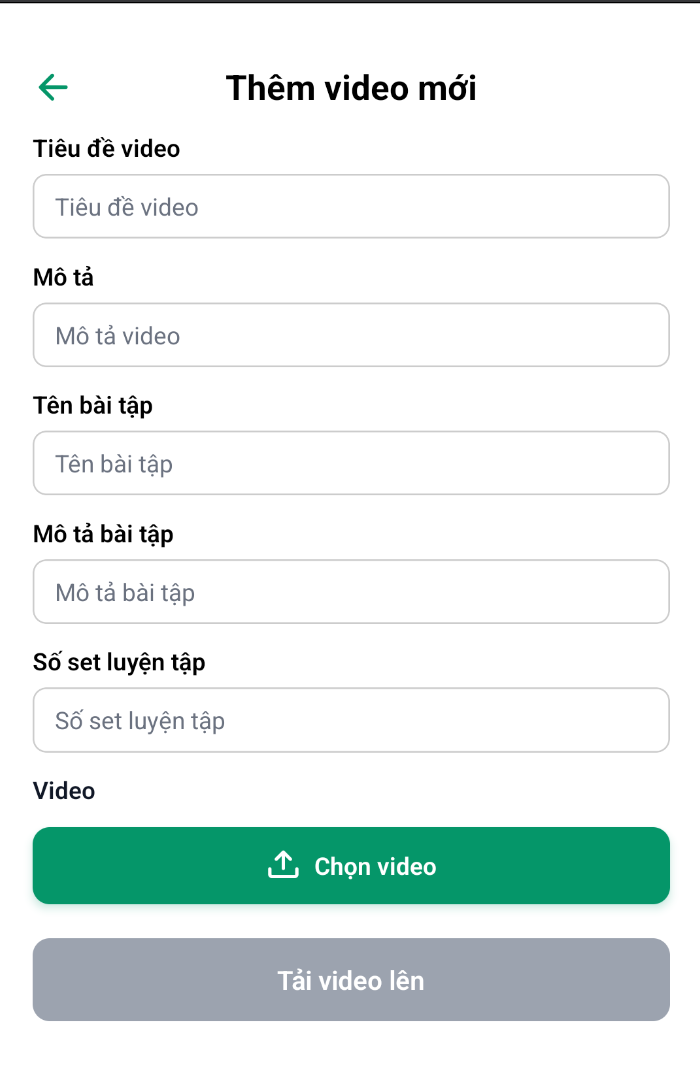 Thêm video mới
Tiêu đề video
Tiêu đề video
Mô tả
Mô tả video
Tên bài tập
Tên bài tập
Mô tả bài tập
Mô tả bài tập
Số set luyện tập
Số set luyện tập
Video
Chọn video
Tải video lên